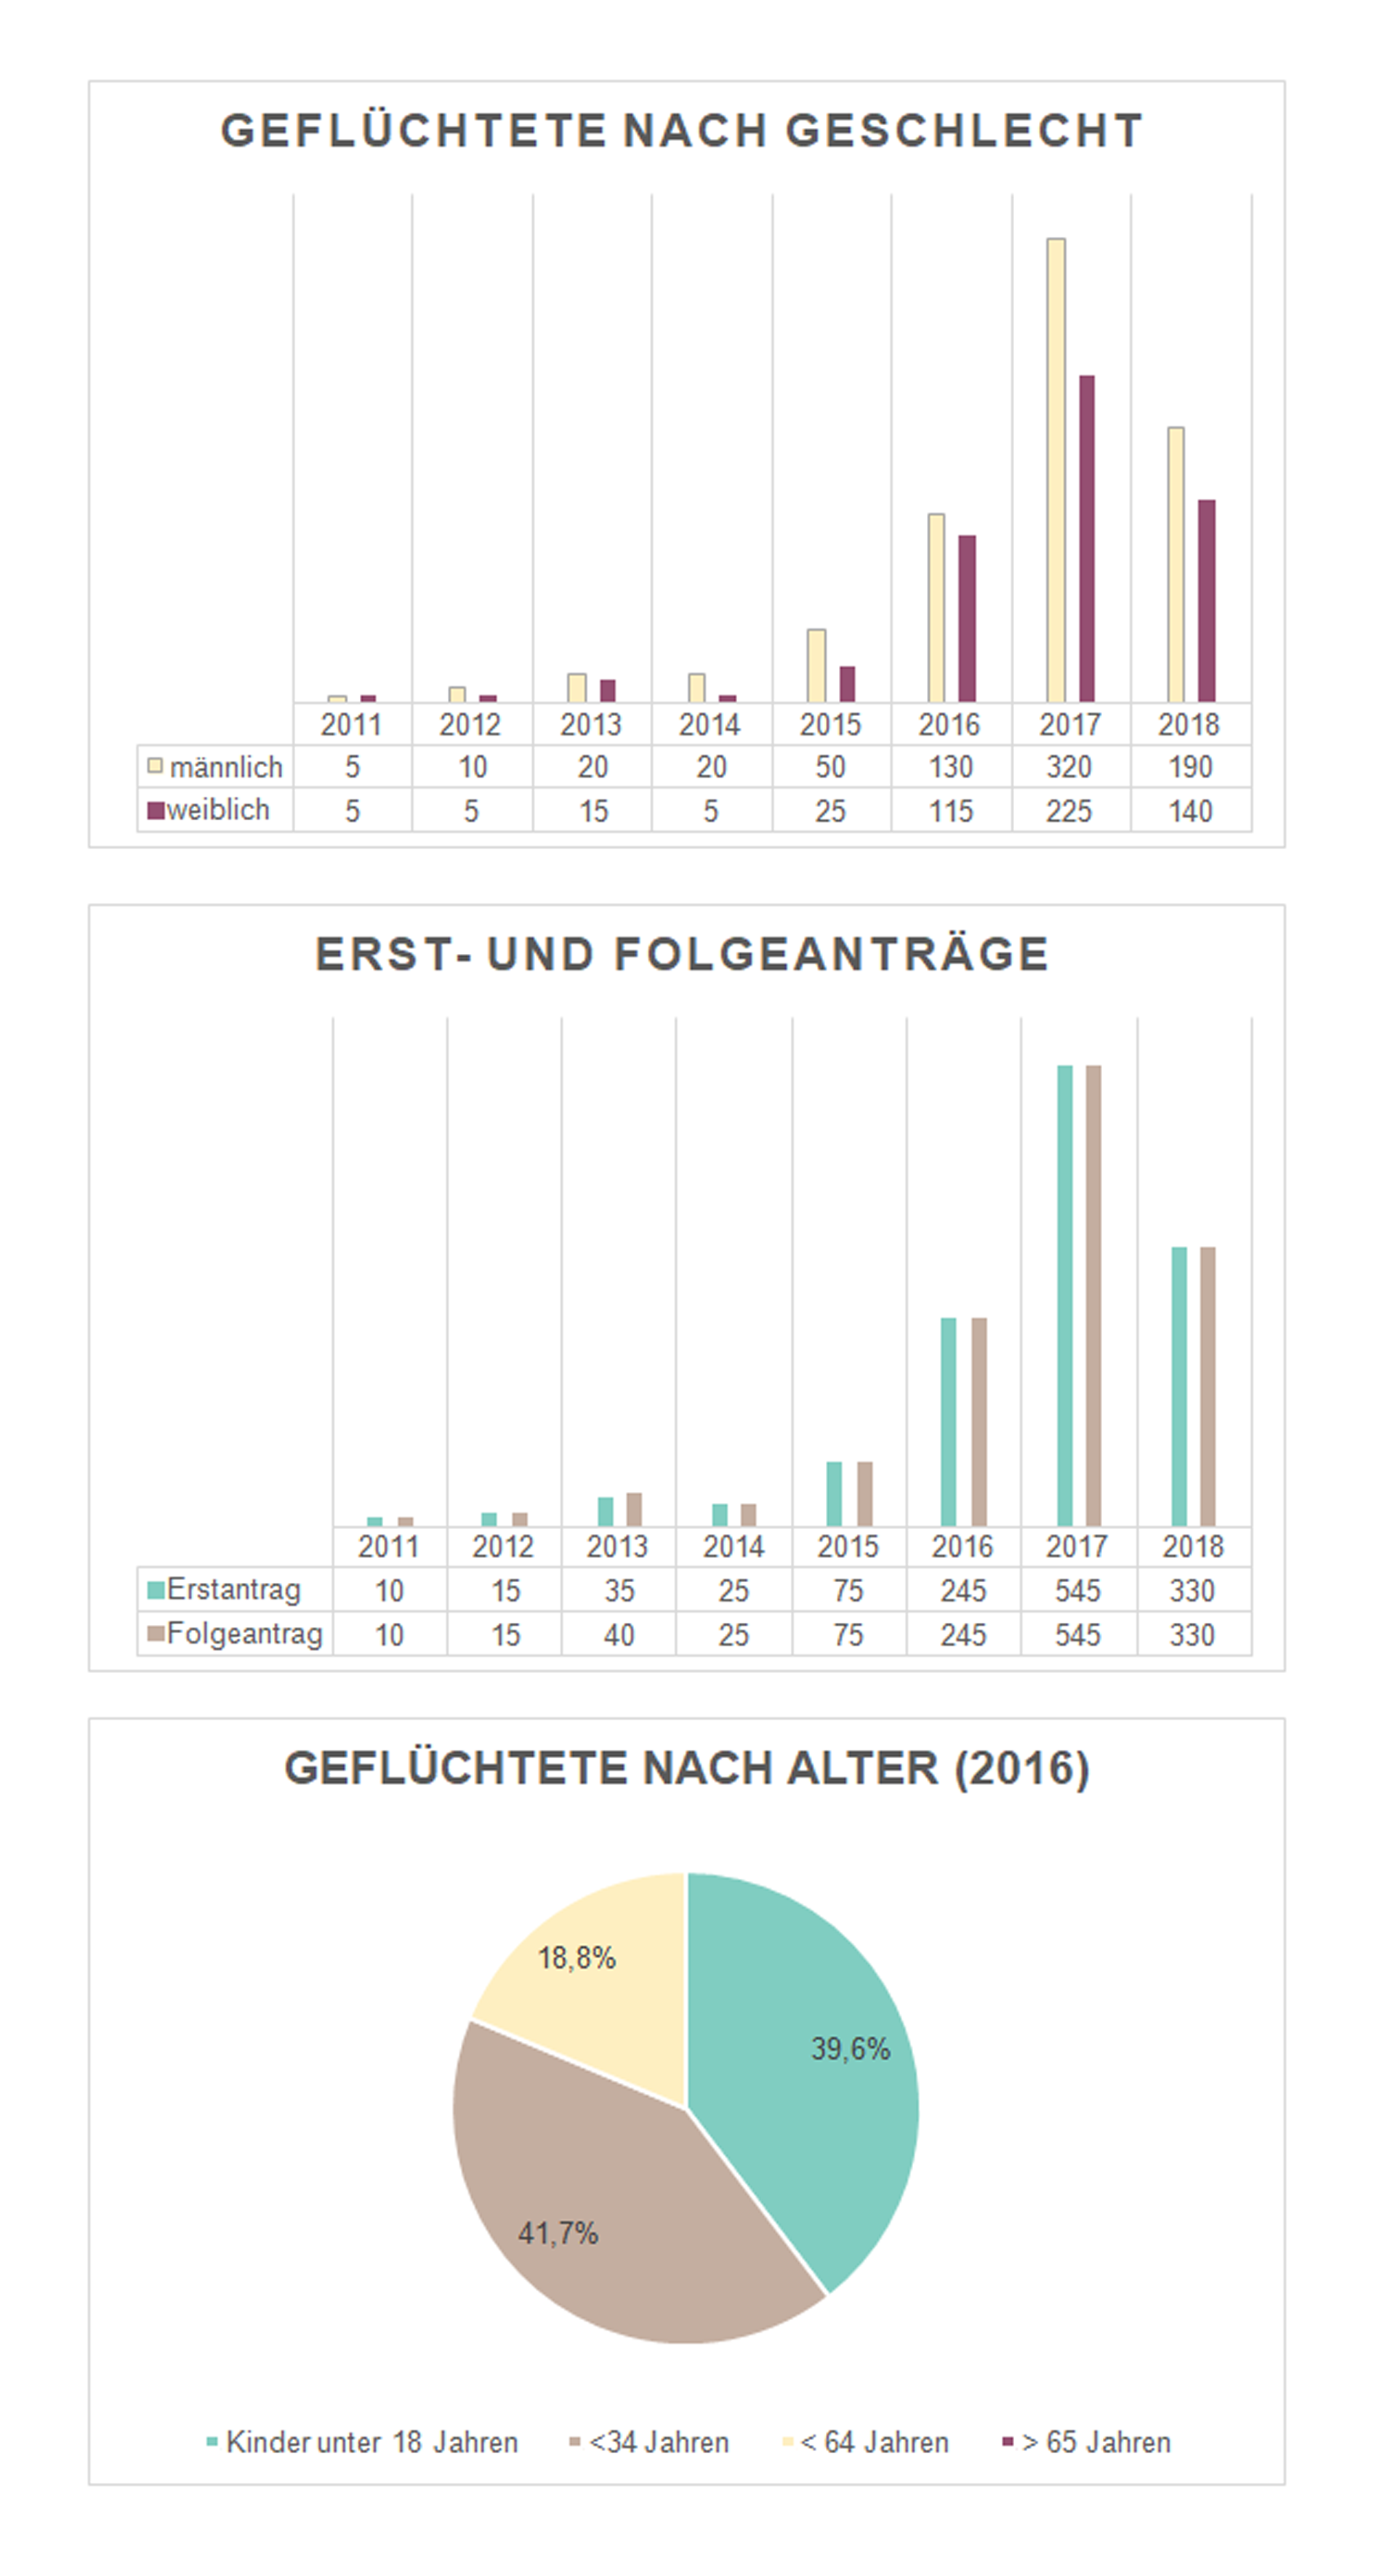 GEFLÜCHTETE NACH GESCHLECHT
2011 2012 2013 2014 2015 2016 2017 2018
männlich 5 10 20 20 50 130 320 190
weiblich 5 5 15 5 25 115 225 140
ERST- UND FOLGEANTRÄGE
2011 2012 2013 2014 2015 2016 2017 2018
Erstantrag 10 15 35 25 75 245 545 330
Folgeantrag 10 15 40 25 75 245 545 330
GEFLÜCHTETE NACH ALTER (2016)
18,8%
39,6%
41,7%
Kinder unter 18 Jahren <34 Jahren < 64 Jahren > 65 Jahren